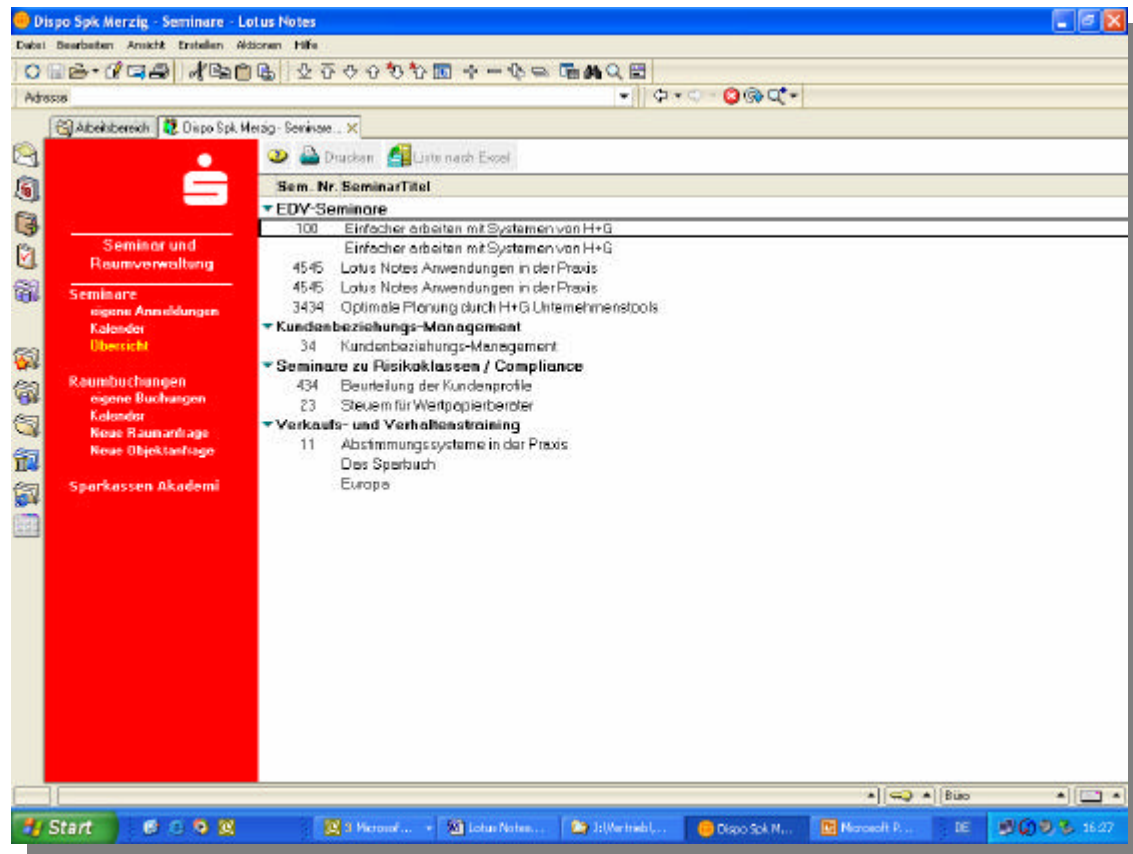 Dispo Spk Merzig - Seminare - Lotus Notes
Datei Bearbeiten Ansicht Erstellen Aktionen Hilfe
Adresse
Arbeitsbereich Dispo Spk Merzig - Seminare...
Drucken Liste nach Excel
Sem. Nr. SeminarTitel
EDV-Seminare
100 Einfacher arbeiten mit Systemen von H+G
Einfacher arbeiten mit Systemen von H+G
4545 Lotus Notes Anwendungen in der Praxis
4545 Lotus Notes Anwendungen in der Praxis
3434 Optimale Planung durch H+G Unternehmenstools
Kundenbeziehungs-Management
34 Kundenbeziehungs-Management
Seminare zu Risikoklassen / Compliance
434 Beurteilung der Kundenprofile
23 Steuern für Wertpapierberater
Verkaufs- und Verhaltenstraining
11 Abstimmungssysteme in der Praxis
Das Sparbuch
Europa
Seminar und
Raumverwaltung
Seminare
eigene Anmeldungen
Kalender
Übersicht
Raumbuchungen
eigene Buchungen
Kalender
Neue Raumanfrage
Neue Objektanfrage
Sparkassen Akademi
Büro
Start 3 Microsof... Lotus Notes... J:\Vertrieb\... Dispo Spk M... Microsoft P... DE 16:27